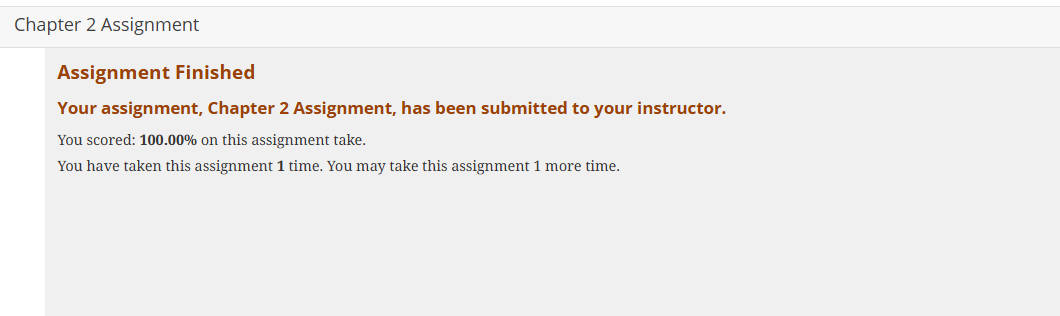 Chapter 2 Assignment
Assignment Finished
Your assignment, Chapter 2 Assignment, has been submitted to your instructor.
You scored: 100.00% on this assignment take.
You have taken this assignment 1 time. You may take this assignment 1 more time.